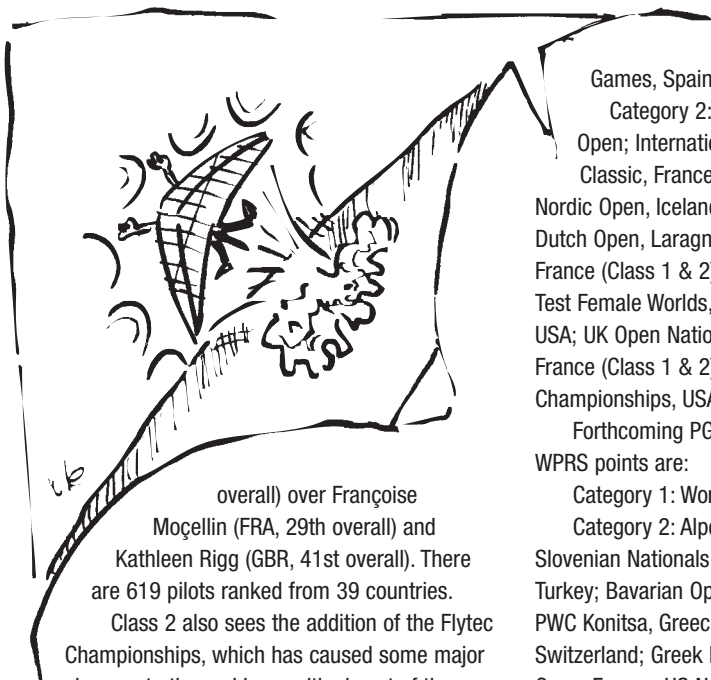 overall) over Françoise
Moçellin (FRA, 29th overall) and
Kathleen Rigg (GBR, 41st overall). There
are 619 pilots ranked from 39 countries.
Class 2 also sees the addition of the Flytec
Championships, which has caused some major
Games, Spain
Category 2:
Open; Internatio
Classic, France
Nordic Open, Iceland
Dutch Open, Laragn
France (Class 1 & 2)
Test Female Worlds,
USA; UK Open Natio
France (Class 1 & 2)
Championships, USA
Forthcoming PG
WPRS points are:
Category 1: Wor
Category 2: Alpe
Slovenian Nationals
Turkey; Bavarian Op
PWC Konitsa, Greec
Switzerland; Greek